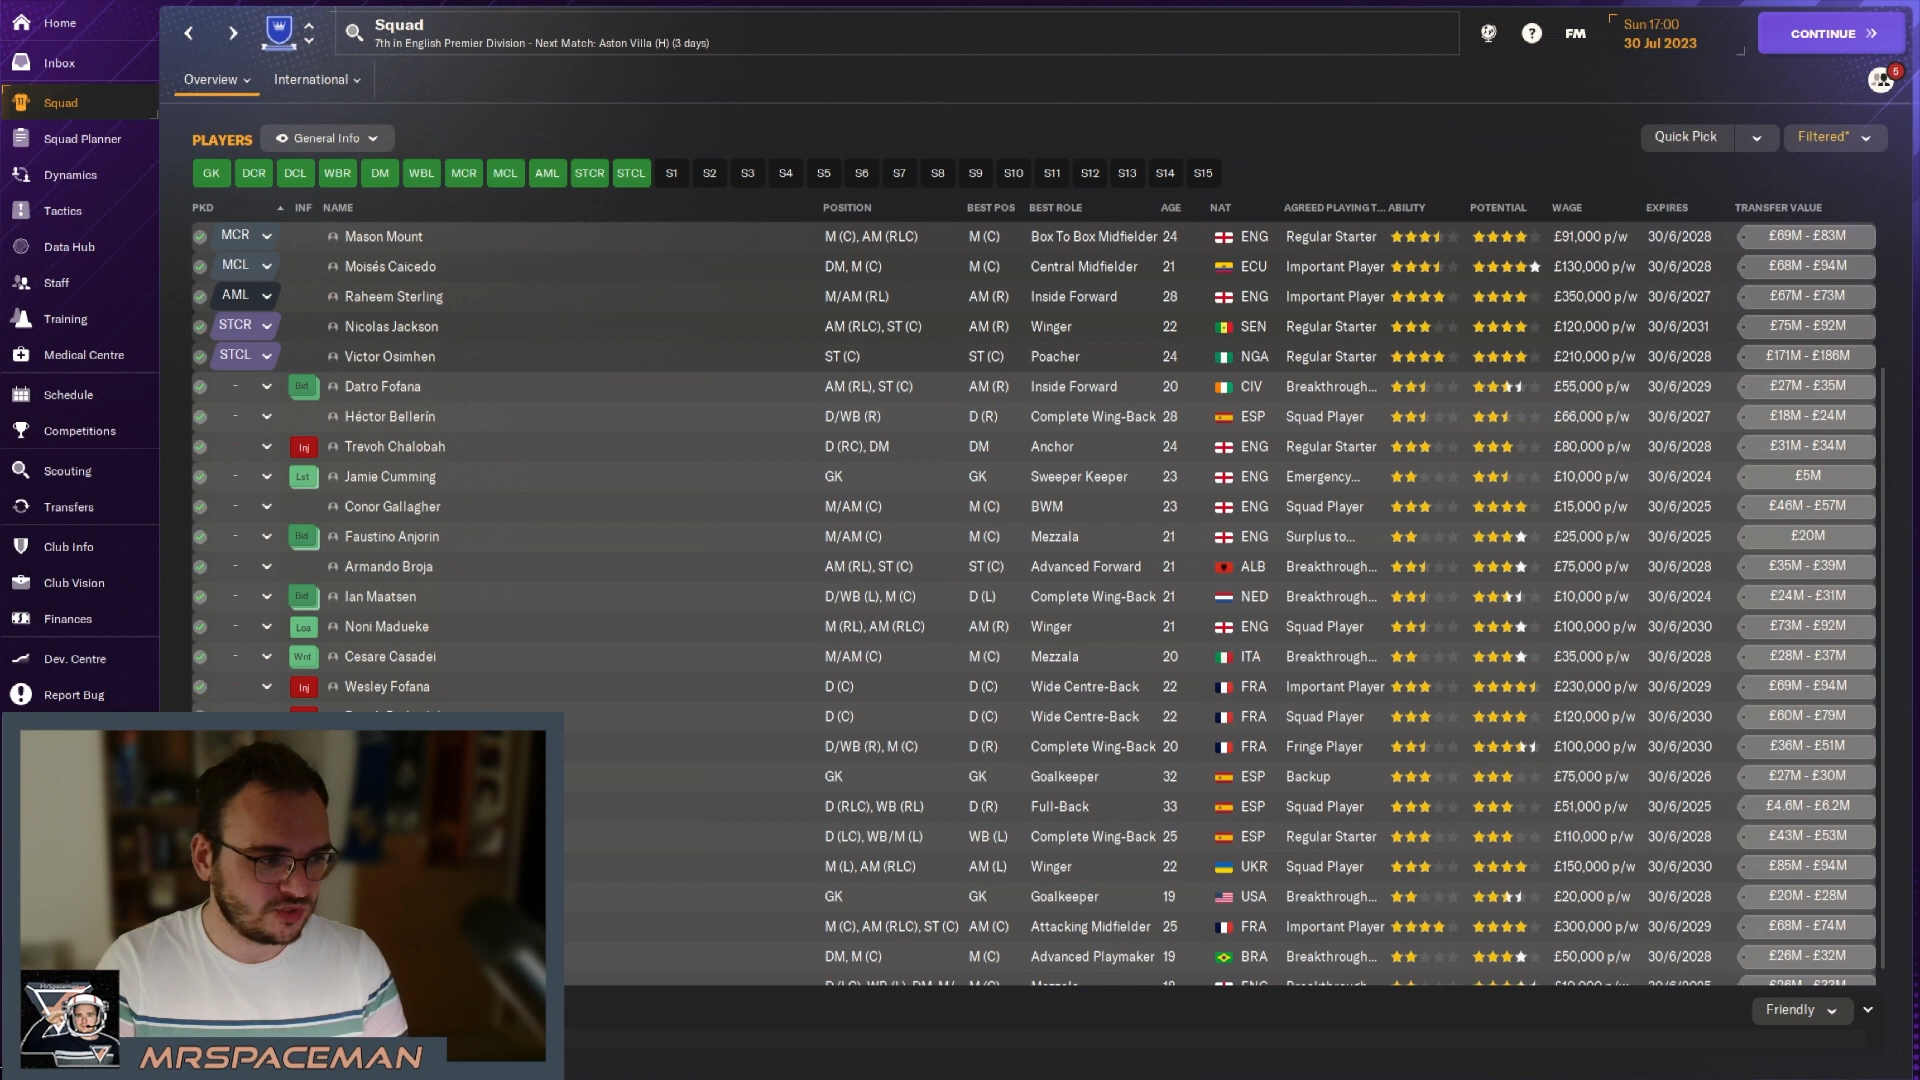 Home
Inbox
Squad
Squad Planner
Dynamics
Tactics
Data Hub
Staff
Training
Medical Centre
Schedule
Competitions
Scouting
Transfers
Club Info
Club Vision
Finances
Dev. Centre
Report Bug
Squad
7th in English Premier Division - Next Match: Aston Villa (H) (3 days)
? FM
Sun 17:00
30 Jul 2023
CONTINUE
5
Overview International
PLAYERS General Info Quick Pick Filtered*
GK DCR DCL WBR DM WBL MCR MCL AML STCR STCL S1 S2 S3 S4 S5 S6 S7 S8 S9 S10 S11 S12 S13 S14 S15
PKD INF NAME POSITION BEST POS BEST ROLE AGE NAT AGREED PLAYING T... ABILITY POTENTIAL WAGE EXPIRES TRANSFER VALUE
MCR Mason Mount M (C), AM (RLC) M (C) Box To Box Midfielder 24 ENG Regular Starter £91,000 p/w 30/6/2028 £69M - £83M
MCL Moisés Caicedo DM, M (C) M (C) Central Midfielder 21 ECU Important Player £130,000 p/w 30/6/2028 £68M - £94M
AML Raheem Sterling M/AM (RL) AM (R) Inside Forward 28 ENG Important Player £350,000 p/w 30/6/2027 £67M - £73M
STCR Nicolas Jackson AM (RLC), ST (C) AM (R) Winger 22 SEN Regular Starter £120,000 p/w 30/6/2031 £75M - £92M
STCL Victor Osimhen ST (C) ST (C) Poacher 24 NGA Regular Starter £210,000 p/w 30/6/2028 £171M - £186M
- Bid Datro Fofana AM (RL), ST (C) AM (R) Inside Forward 20 CIV Breakthrough... £55,000 p/w 30/6/2029 £27M - £35M
- Héctor Bellerín D/WB (R) D (R) Complete Wing-Back 28 ESP Squad Player £66,000 p/w 30/6/2027 £18M - £24M
Inj Trevoh Chalobah D (RC), DM DM Anchor 24 ENG Regular Starter £80,000 p/w 30/6/2028 £31M - £34M
- Lst Jamie Cumming GK GK Sweeper Keeper 23 ENG Emergency... £10,000 p/w 30/6/2024 £5M
- Conor Gallagher M/AM (C) M (C) BWM 23 ENG Squad Player £15,000 p/w 30/6/2025 £46M - £57M
- Bid Faustino Anjorin M/AM (C) M (C) Mezzala 21 ENG Surplus to... £25,000 p/w 30/6/2025 £20M
- Armando Broja AM (RL), ST (C) ST (C) Advanced Forward 21 ALB Breakthrough... £75,000 p/w 30/6/2028 £35M - £39M
- Bid Ian Maatsen D/WB (L), M (C) D (L) Complete Wing-Back 21 NED Breakthrough... £10,000 p/w 30/6/2024 £24M - £31M
- Loa Noni Madueke M (RL), AM (RLC) AM (R) Winger 21 ENG Squad Player £100,000 p/w 30/6/2030 £73M - £92M
- Wnt Cesare Casadei M/AM (C) M (C) Mezzala 20 ITA Breakthrough... £35,000 p/w 30/6/2028 £28M - £37M
Inj Wesley Fofana D (C) D (C) Wide Centre-Back 22 FRA Important Player £230,000 p/w 30/6/2029 £69M - £94M
D (C) D (C) Wide Centre-Back 22 FRA Squad Player £120,000 p/w 30/6/2030 £60M - £79M
D/WB (R), M (C) D (R) Complete Wing-Back 20 FRA Fringe Player £100,000 p/w 30/6/2030 £36M - £51M
GK GK Goalkeeper 32 ESP Backup £75,000 p/w 30/6/2026 £27M - £30M
D (RLC), WB (RL) D (R) Full-Back 33 ESP Squad Player £51,000 p/w 30/6/2025 £4.6M - £6.2M
D (LC), WB/M (L) WB (L) Complete Wing-Back 25 ESP Regular Starter £110,000 p/w 30/6/2028 £43M - £53M
M (L), AM (RLC) AM (L) Winger 22 UKR Squad Player £150,000 p/w 30/6/2030 £85M - £94M
GK GK Goalkeeper 19 USA Breakthrough... £20,000 p/w 30/6/2029 £20M - £28M
M (C), AM (RLC), ST (C) AM (C) Attacking Midfielder 25 FRA Important Player £300,000 p/w 30/6/2029 £68M - £74M
DM, M (C) M (C) Advanced Playmaker 19 BRA Breakthrough... £50,000 p/w 30/6/2028 £26M - £32M
Friendly
MRSPACEMAN